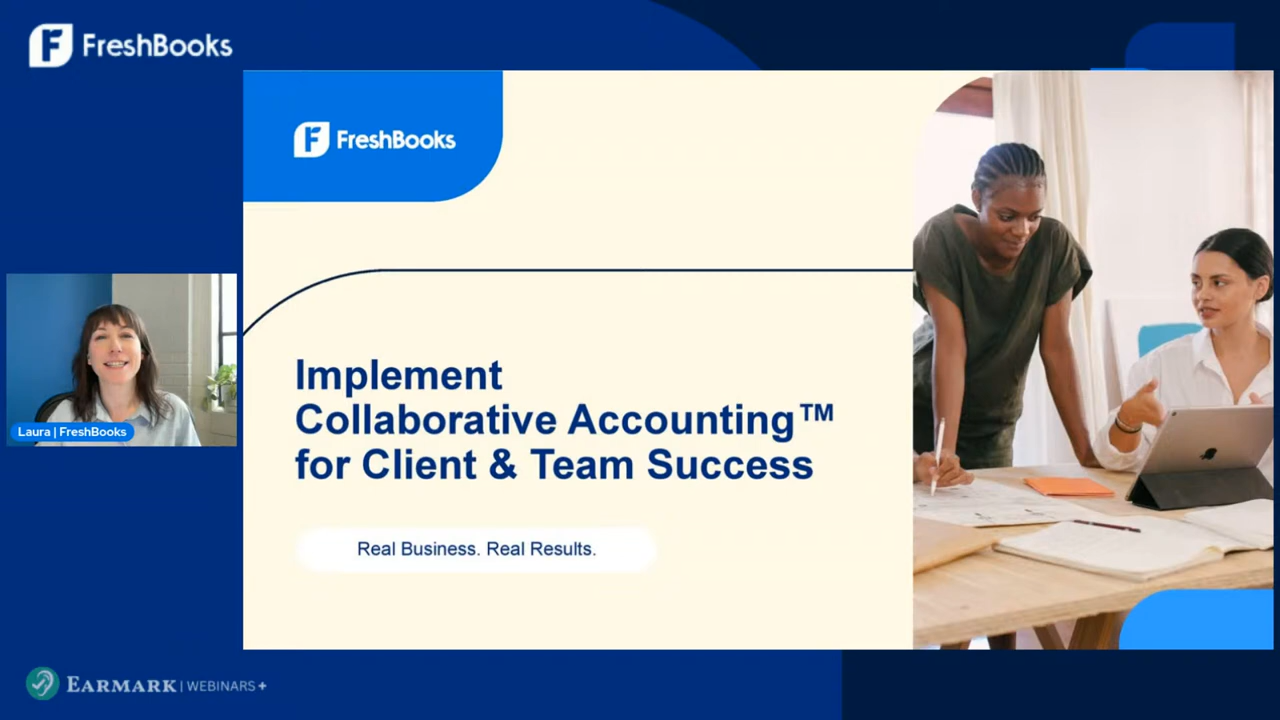 FreshBooks
FreshBooks
Implement
Collaborative Accounting™
for Client & Team Success
Real Business. Real Results.
Laura | FreshBooks
EARMARK | WEBINARS +